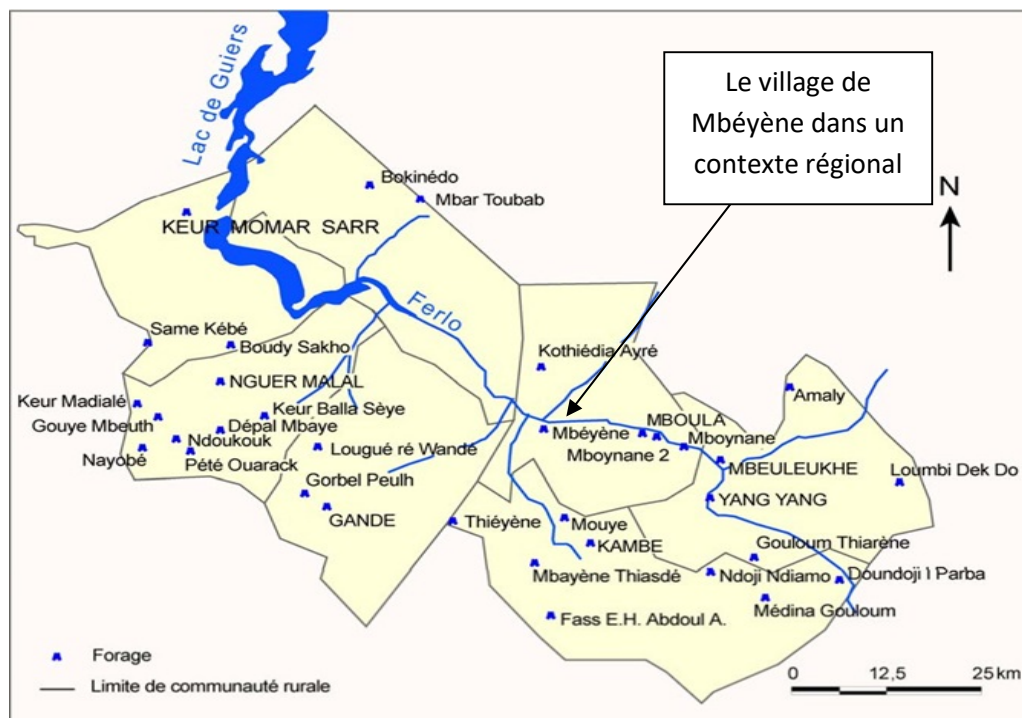 Le village de
Mbéyène dans un
contexte régional
N
Lac de Guiers
Bokinédo
Mbar Toubab
KEUR MOMAR SARR
Ferlo
Same Kébé
Boudy Sakho
Kothiédia Ayré
NGUER MALAL
Amaly
Keur Madialé
Keur Balla Sèye
Gouye Mbeuth
Dépal Mbaye
Mbéyène
MBOULA
Mboynane
Ndoukouk
Lougué ré Wande
Mboynane 2
Nayobé
Pété Ouarack
MBEULEUKHE
Loumbi Dek Do
Gorbel Peulh
YANG YANG
GANDE
Thiéyène
Mouye
KAMBE
Gouloum Thiarène
Mbayène Thiasdé
Ndoji Ndiamo
Doundoji l Parba
Médina Gouloum
Fass E.H. Abdoul A.
Forage
Limite de communauté rurale
0 12,5 25 km